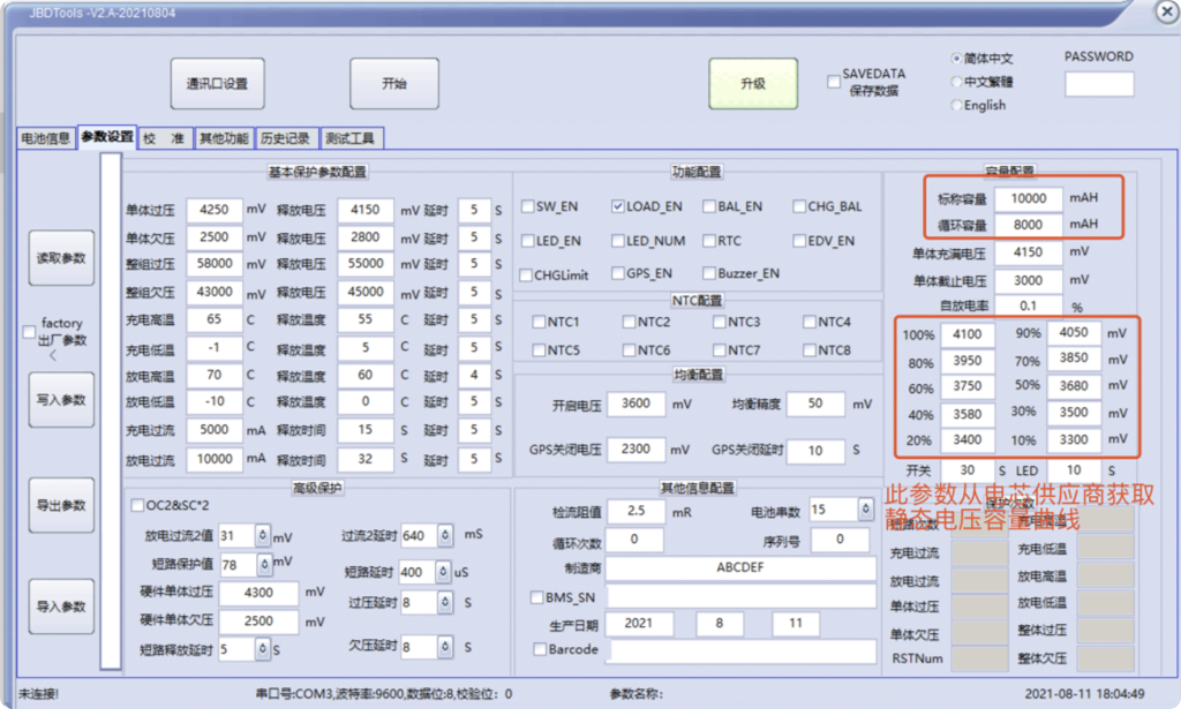 JBDTools -V2.A-20210804
通讯口设置 开始 升级 SAVEDATA 保存数据 简体中文 中文繁體 English PASSWORD
电池信息 参数设置 校 准 其他功能 历史记录 测试工具
读取参数
factory
出厂参数
写入参数
导出参数
导入参数
基本保护参数配置
单体过压 4250 mV 释放电压 4150 mV 延时 5 S
单体欠压 2500 mV 释放电压 2800 mV 延时 5 S
整组过压 58000 mV 释放电压 55000 mV 延时 5 S
整组欠压 43000 mV 释放电压 45000 mV 延时 5 S
充电高温 65 C 释放温度 55 C 延时 5 S
充电低温 -1 C 释放温度 5 C 延时 5 S
放电高温 70 C 释放温度 60 C 延时 4 S
放电低温 -10 C 释放温度 0 C 延时 5 S
充电过流 5000 mA 释放时间 15 S 延时 5 S
放电过流 10000 mA 释放时间 32 S 延时 5 S
高级保护
OC2&SC*2
放电过流2值 31 mV 过流2延时 640 mS
短路保护值 78 mV 短路延时 400 uS
硬件单体过压 4300 mV 过压延时 8 S
硬件单体欠压 2500 mV
短路释放延时 5 S 欠压延时 8 S
功能配置
SW_EN LOAD_EN BAL_EN CHG_BAL
LED_EN LED_NUM RTC EDV_EN
CHGLimit GPS_EN Buzzer_EN
NTC配置
NTC1 NTC2 NTC3 NTC4
NTC5 NTC6 NTC7 NTC8
均衡配置
开启电压 3600 mV 均衡精度 50 mV
GPS关闭电压 2300 mV GPS关闭延时 10 S
其他信息配置
检流阻值 2.5 mR 电池串数 15
循环次数 0 序列号 0
制造商 ABCDEF
BMS_SN
生产日期 2021 8 11
Barcode
容量配置
标称容量 10000 mAH
循环容量 8000 mAH
单体充满电压 4150 mV
单体截止电压 3000 mV
自放电率 0.1 %
100% 4100 90% 4050 mV
80% 3950 70% 3850 mV
60% 3750 50% 3680 mV
40% 3580 30% 3500 mV
20% 3400 10% 3300 mV
开关 30 S LED 10 S
此参数从电芯供应商获取
静态电压容量曲线
保护次数
短路次数 充电高温
充电过流 充电低温
放电过流 放电高温
单体过压 放电低温
单体欠压 整体过压
RSTNum 整体欠压
未连接! 串口号:COM3,波特率:9600,数据位:8,校验位: 0 参数名称: 2021-08-11 18:04:49